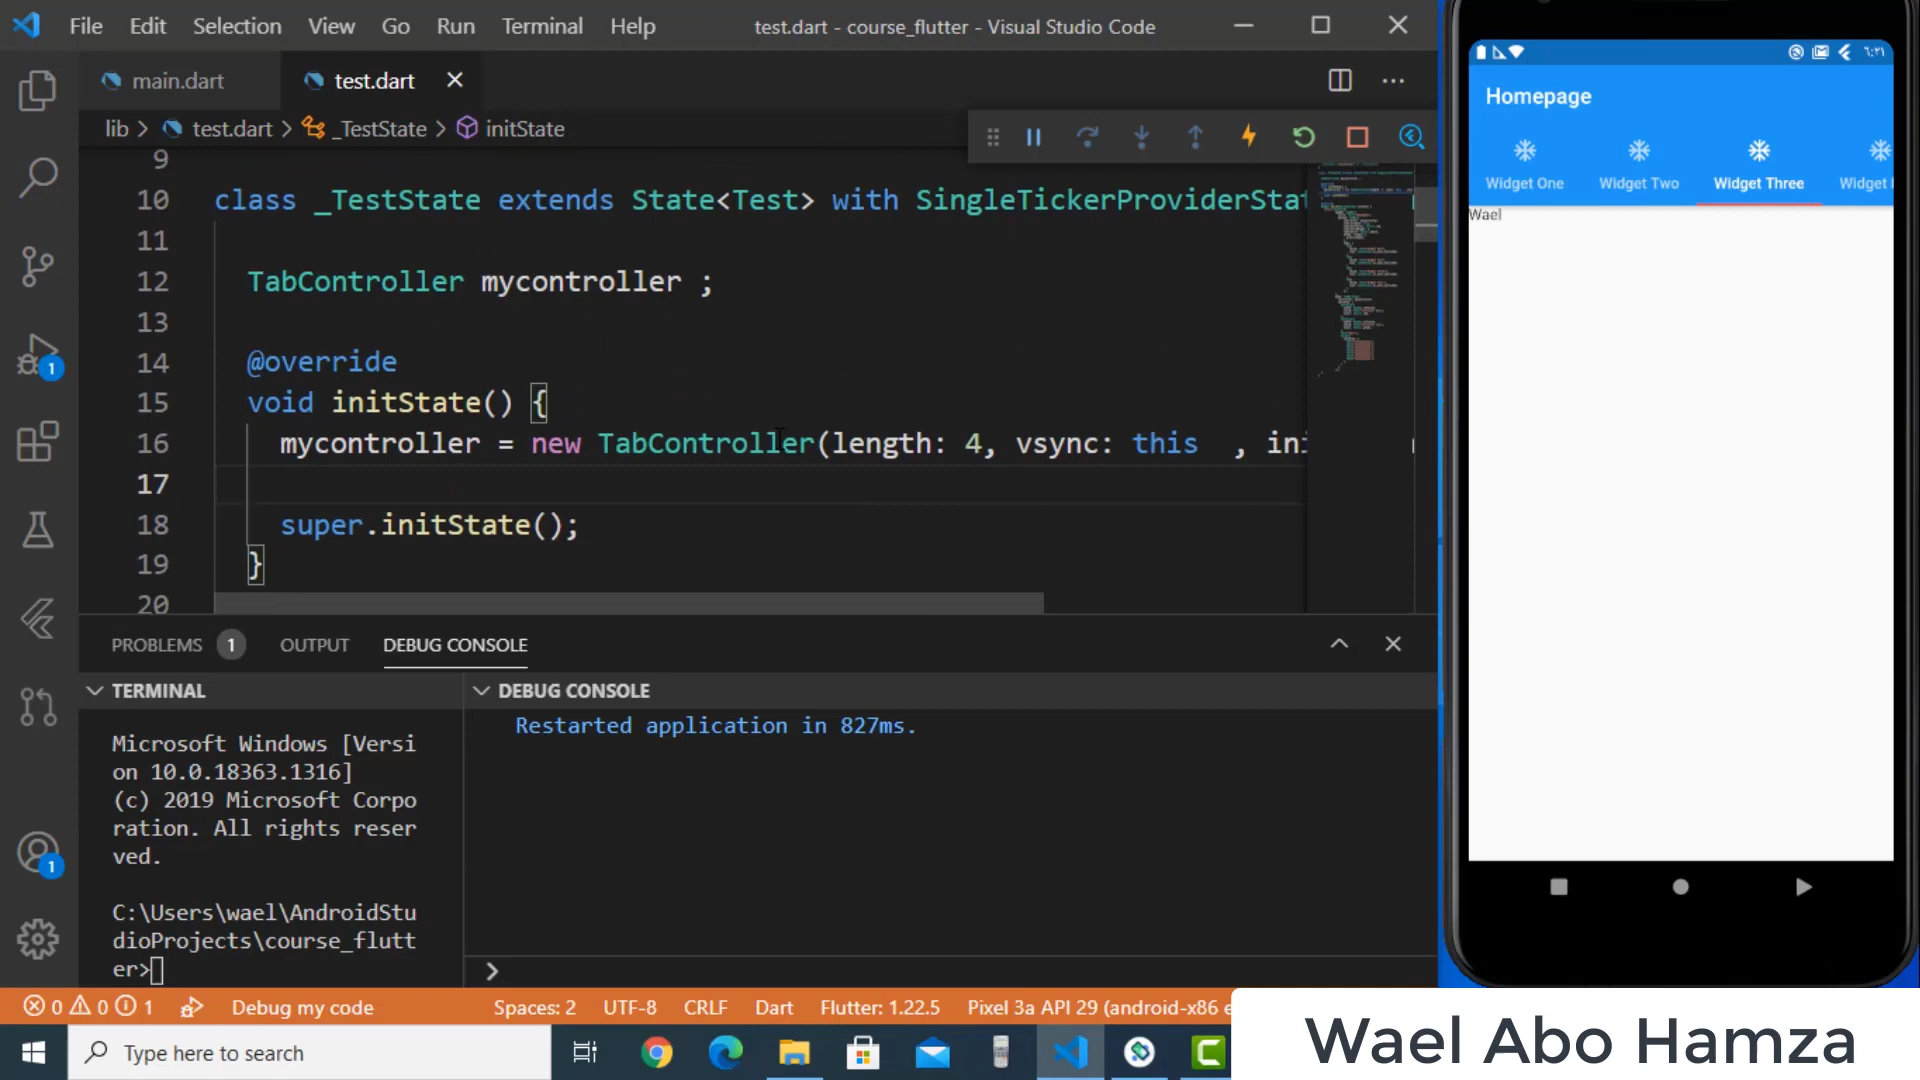 File Edit Selection View Go Run Terminal Help test.dart - course_flutter - Visual Studio Code
main.dart test.dart
lib > test.dart > _TestState > initState
9
10 class _TestState extends State<Test> with SingleTickerProviderStat
11
12 TabController mycontroller ;
13
14 @override
15 void initState() {
16 mycontroller = new TabController(length: 4, vsync: this , ini
17
18 super.initState();
19 }
20
PROBLEMS 1 OUTPUT DEBUG CONSOLE
TERMINAL
Microsoft Windows [Versi
on 10.0.18363.1316]
(c) 2019 Microsoft Corpo
ration. All rights reser
ved.
C:\Users\wael\AndroidStu
dioProjects\course_flutt
er>
DEBUG CONSOLE
Restarted application in 827ms.
1
1
0 0 1 Debug my code Spaces: 2 UTF-8 CRLF Dart Flutter: 1.22.5 Pixel 3a API 29 (android-x86 e
Type here to search
٦:٢١
Homepage
Widget One Widget Two Widget Three Widget
Wael
Wael Abo Hamza